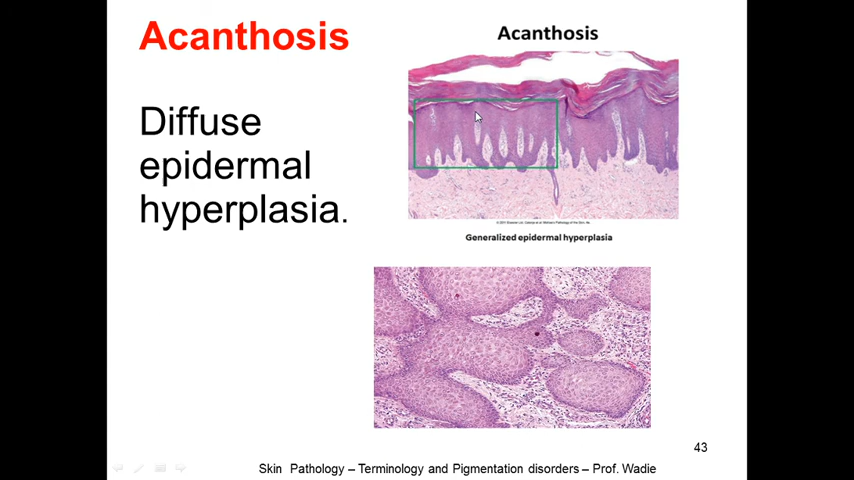 Acanthosis
Diffuse
epidermal
hyperplasia.
Acanthosis
Generalized epidermal hyperplasia
43
Skin Pathology – Terminology and Pigmentation disorders – Prof. Wadie